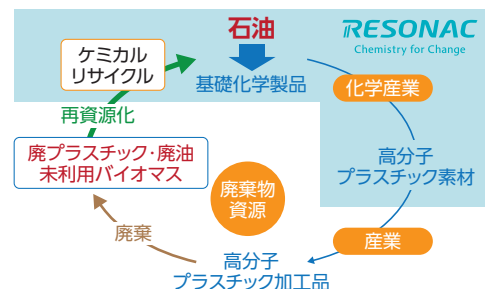 石油
RESONAC
Chemistry for Change
ケミカル
リサイクル
基礎化学製品
化学産業
再資源化
高分子
プラスチック素材
廃プラスチック・廃油
未利用バイオマス
廃棄物
資源
廃棄
産業
高分子
プラスチック加工品